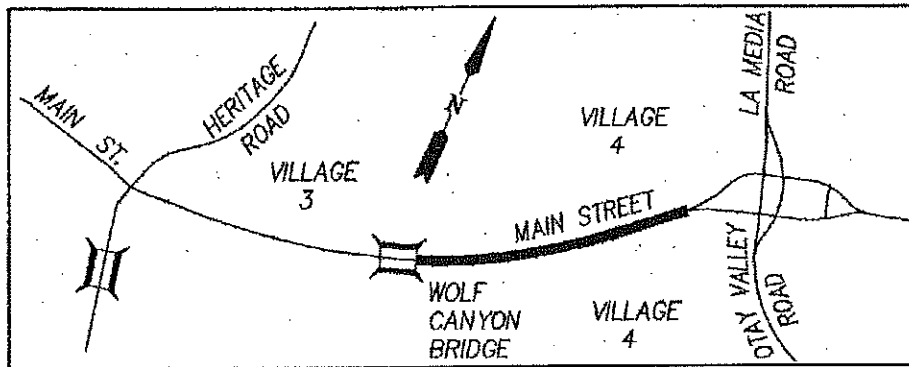 MAIN ST.
HERITAGE
ROAD
N
VILLAGE
3
VILLAGE
4
LA MEDIA
ROAD
MAIN STREET
WOLF
CANYON
BRIDGE
VILLAGE
4
OTAY VALLEY
ROAD